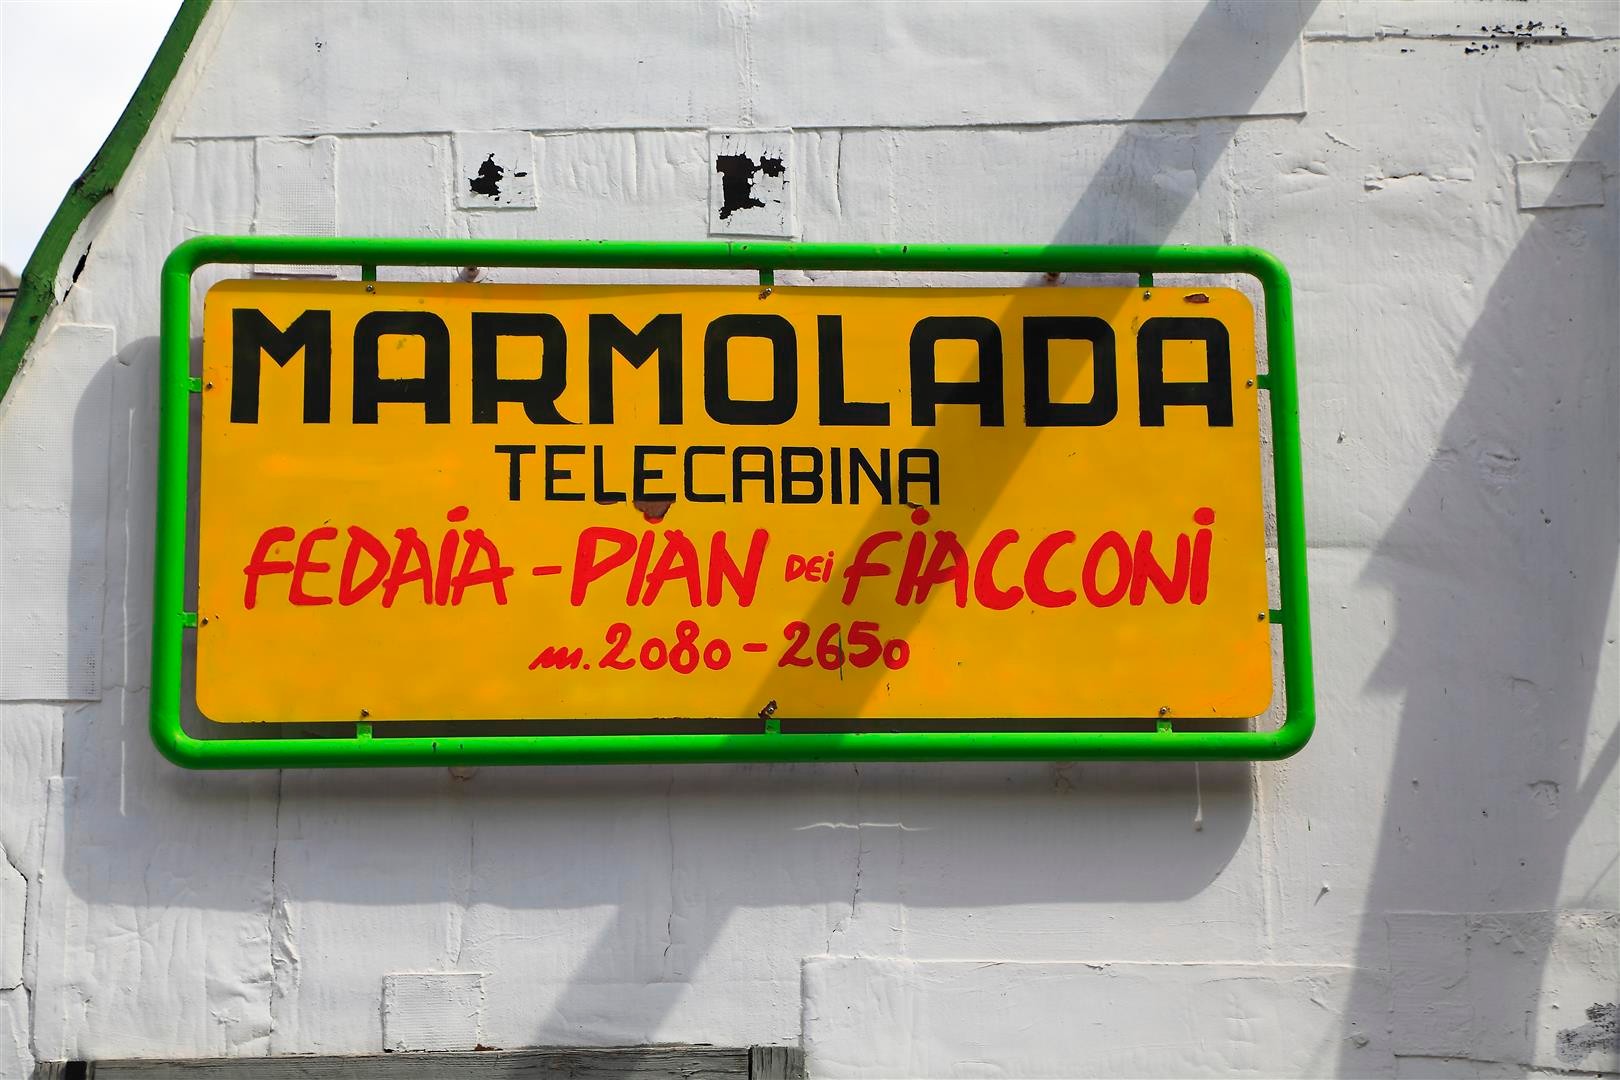 MARMOLADA
TELECABINA
FEDAIA - PIAN DEI FIACCONI
m. 2080 - 2650